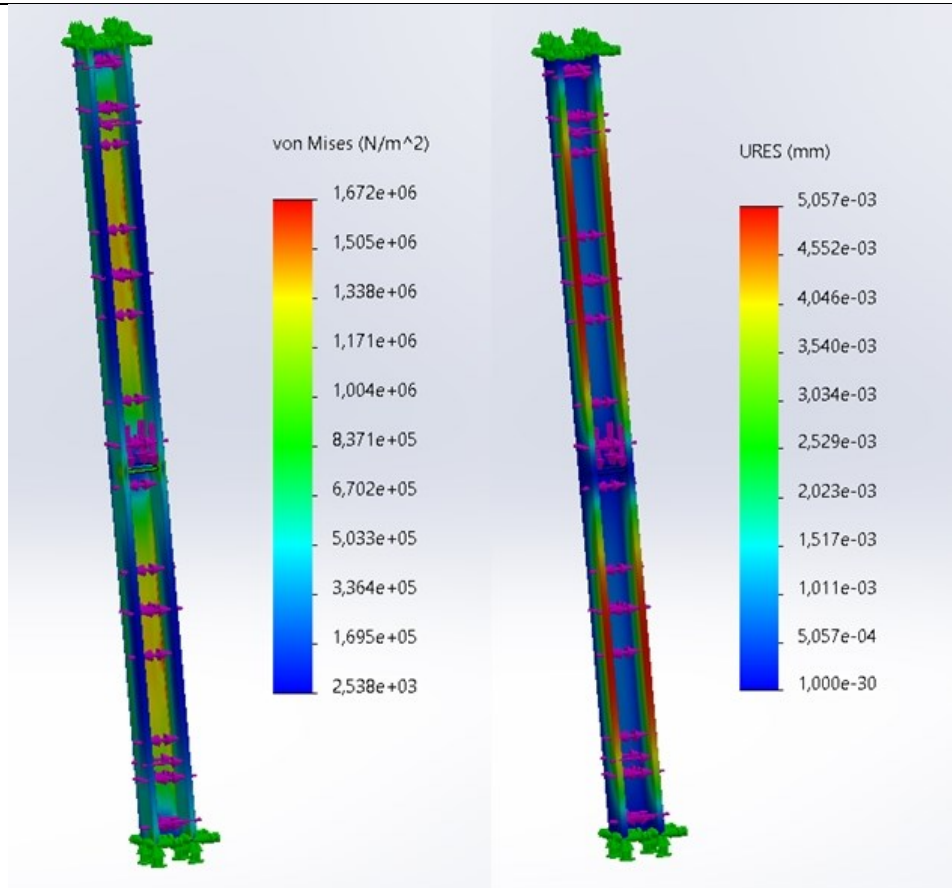 von Mises (N/m^2)
1,672e+06
1,505e+06
1,338e+06
1,171e+06
1,004e+06
8,371e+05
6,702e+05
5,033e+05
3,364e+05
1,695e+05
2,538e+03
URES (mm)
5,057e-03
4,552e-03
4,046e-03
3,540e-03
3,034e-03
2,529e-03
2,023e-03
1,517e-03
1,011e-03
5,057e-04
1,000e-30